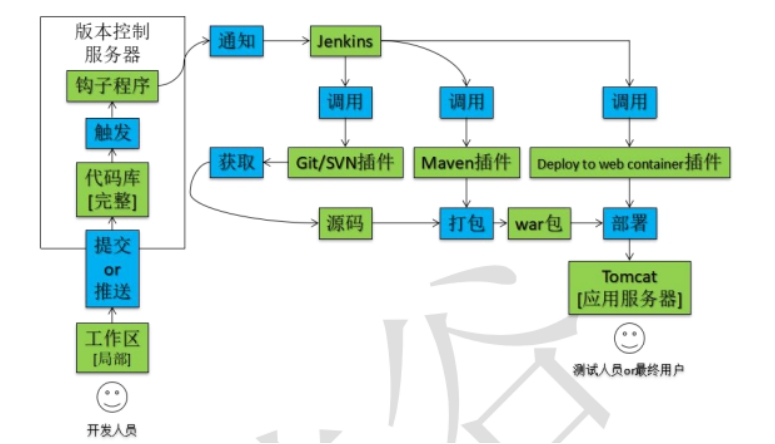 版本控制
服务器
钩子程序
触发
代码库
[完整]
提交
or
推送
工作区
[局部]
开发人员
通知
Jenkins
调用
调用
调用
获取
Git/SVN插件
Maven插件
Deploy to web container插件
源码
打包
war包
部署
Tomcat
[应用服务器]
测试人员or最终用户